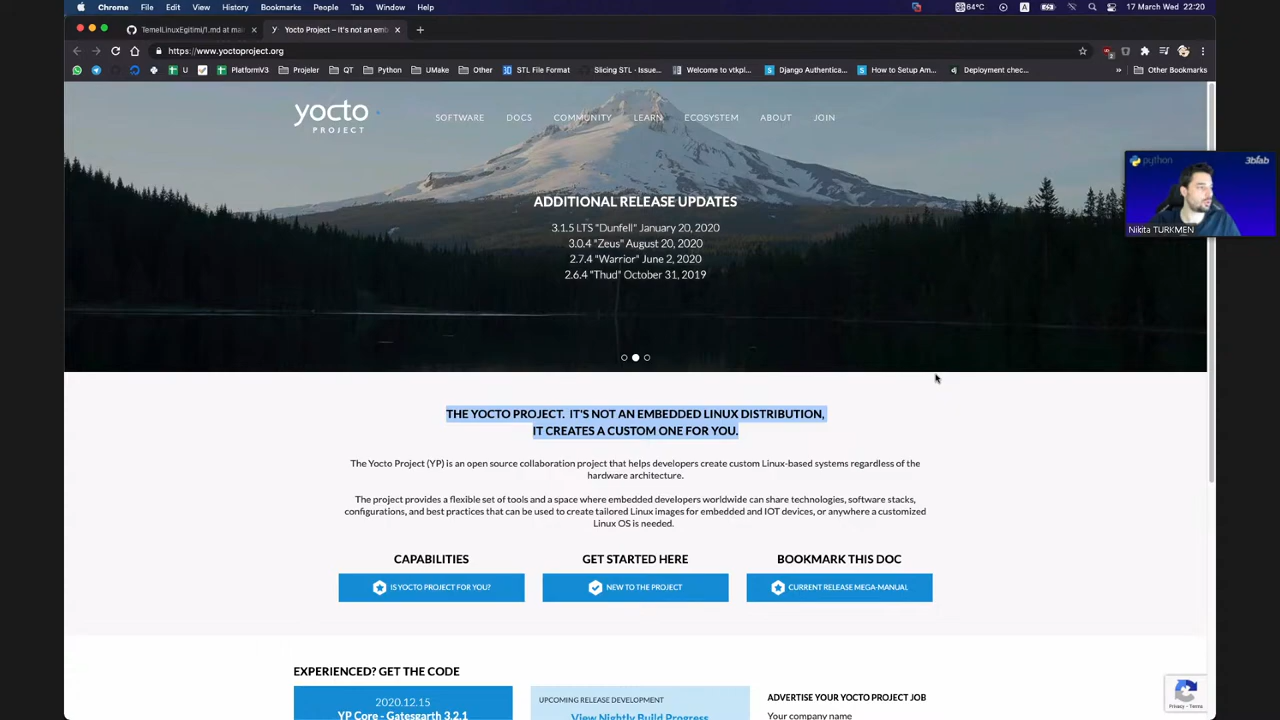 Chrome File Edit View History Bookmarks People Tab Window Help
64°C
17 March Wed 22:20
TemelLinuxEgitimi/1.md at ma
Yocto Project – It's not an emb
https://www.yoctoproject.org
U
PlatformV3
Projeler
QT
Python
UMake
Other
STL File Format
Slicing STL · Issue...
Welcome to vtkpl...
Django Authentica...
How to Setup Am...
Deployment chec...
»
Other Bookmarks
yocto
PROJECT
SOFTWARE DOCS COMMUNITY LEARN ECOSYSTEM ABOUT JOIN
python
3bfab
Nikita TURKMEN
ADDITIONAL RELEASE UPDATES
3.1.5 LTS "Dunfell" January 20, 2020
3.0.4 "Zeus" August 20, 2020
2.7.4 "Warrior" June 2, 2020
2.6.4 "Thud" October 31, 2019
THE YOCTO PROJECT. IT'S NOT AN EMBEDDED LINUX DISTRIBUTION,
IT CREATES A CUSTOM ONE FOR YOU.
The Yocto Project (YP) is an open source collaboration project that helps developers create custom Linux-based systems regardless of the
hardware architecture.
The project provides a flexible set of tools and a space where embedded developers worldwide can share technologies, software stacks,
configurations, and best practices that can be used to create tailored Linux images for embedded and IOT devices, or anywhere a customized
Linux OS is needed.
CAPABILITIES
IS YOCTO PROJECT FOR YOU?
GET STARTED HERE
NEW TO THE PROJECT
BOOKMARK THIS DOC
CURRENT RELEASE MEGA-MANUAL
EXPERIENCED? GET THE CODE
2020.12.15
YP Core - Gatesgarth 3.2.1
UPCOMING RELEASE DEVELOPMENT
View Nightly Build Progress
ADVERTISE YOUR YOCTO PROJECT JOB
Your company name
Privacy - Terms